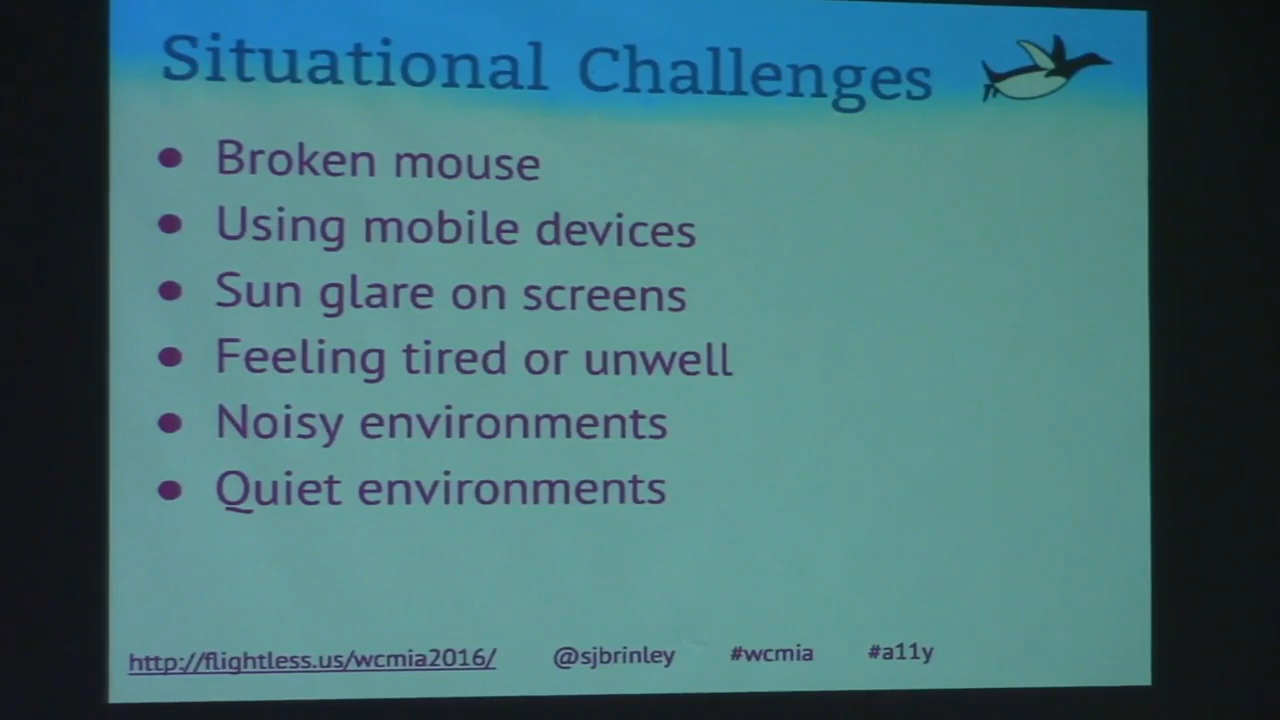 Situational Challenges
• Broken mouse
• Using mobile devices
• Sun glare on screens
• Feeling tired or unwell
• Noisy environments
• Quiet environments
http://flightless.us/wcmia2016/ @sjbrinley #wcmia #a11y